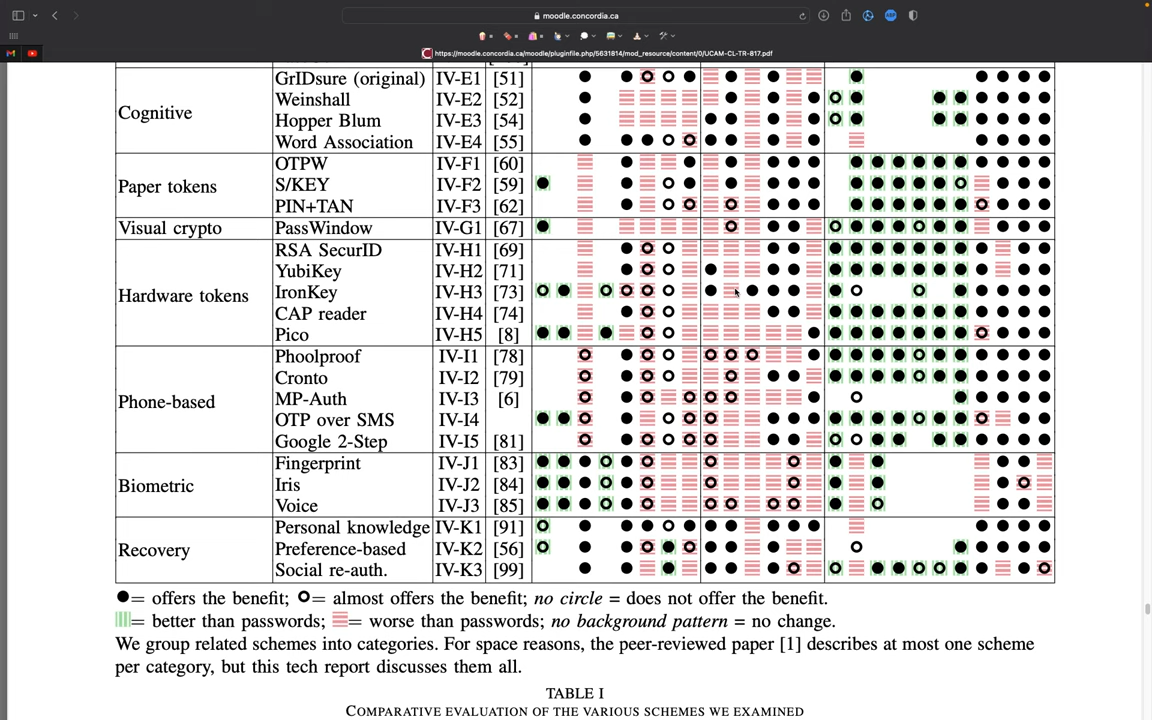 moodle.concordia.ca
ABP
https://moodle.concordia.ca/moodle/pluginfile.php/5631814/mod_resource/content/0/UCAM-CL-TR-817.pdf
Cognitive
GrIDsure (original) IV-E1 [51]
Weinshall IV-E2 [52]
Hopper Blum IV-E3 [54]
Word Association IV-E4 [55]
Paper tokens
OTPW IV-F1 [60]
S/KEY IV-F2 [59]
PIN+TAN IV-F3 [62]
Visual crypto PassWindow IV-G1 [67]
Hardware tokens
RSA SecurID IV-H1 [69]
YubiKey IV-H2 [71]
IronKey IV-H3 [73]
CAP reader IV-H4 [74]
Pico IV-H5 [8]
Phone-based
Phoolproof IV-I1 [78]
Cronto IV-I2 [79]
MP-Auth IV-I3 [6]
OTP over SMS IV-I4
Google 2-Step IV-I5 [81]
Biometric
Fingerprint IV-J1 [83]
Iris IV-J2 [84]
Voice IV-J3 [85]
Recovery
Personal knowledge IV-K1 [91]
Preference-based IV-K2 [56]
Social re-auth. IV-K3 [99]
= offers the benefit; = almost offers the benefit; no circle = does not offer the benefit.
= better than passwords; = worse than passwords; no background pattern = no change.
We group related schemes into categories. For space reasons, the peer-reviewed paper [1] describes at most one scheme
per category, but this tech report discusses them all.
TABLE I
COMPARATIVE EVALUATION OF THE VARIOUS SCHEMES WE EXAMINED